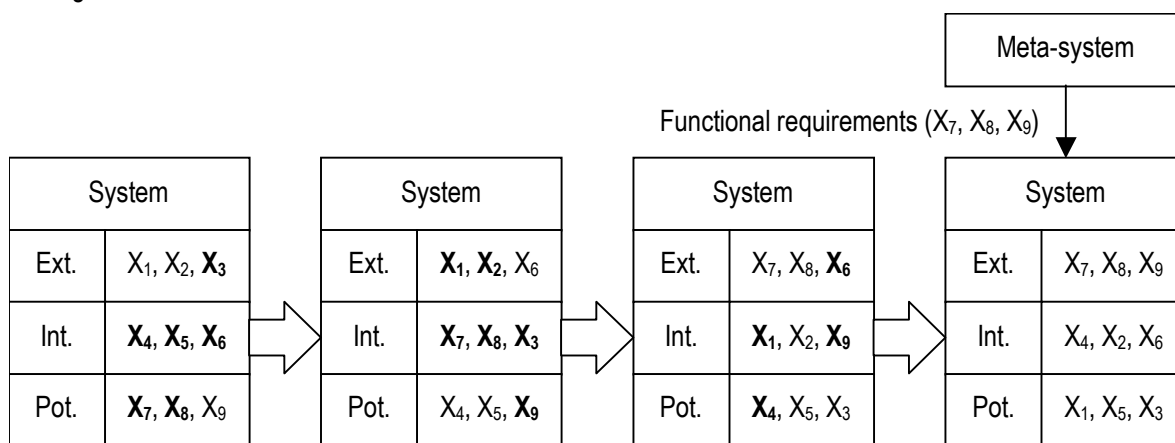 Meta-system
Functional requirements (X₇, X₈, X₉)
System System System System
Ext. X₁, X₂, X₃ Ext. X₁, X₂, X₆ Ext. X₇, X₈, X₆ Ext. X₇, X₈, X₉
Int. X₄, X₅, X₆ Int. X₇, X₈, X₃ Int. X₁, X₂, X₉ Int. X₄, X₂, X₆
Pot. X₇, X₈, X₉ Pot. X₄, X₅, X₉ Pot. X₄, X₅, X₃ Pot. X₁, X₅, X₃